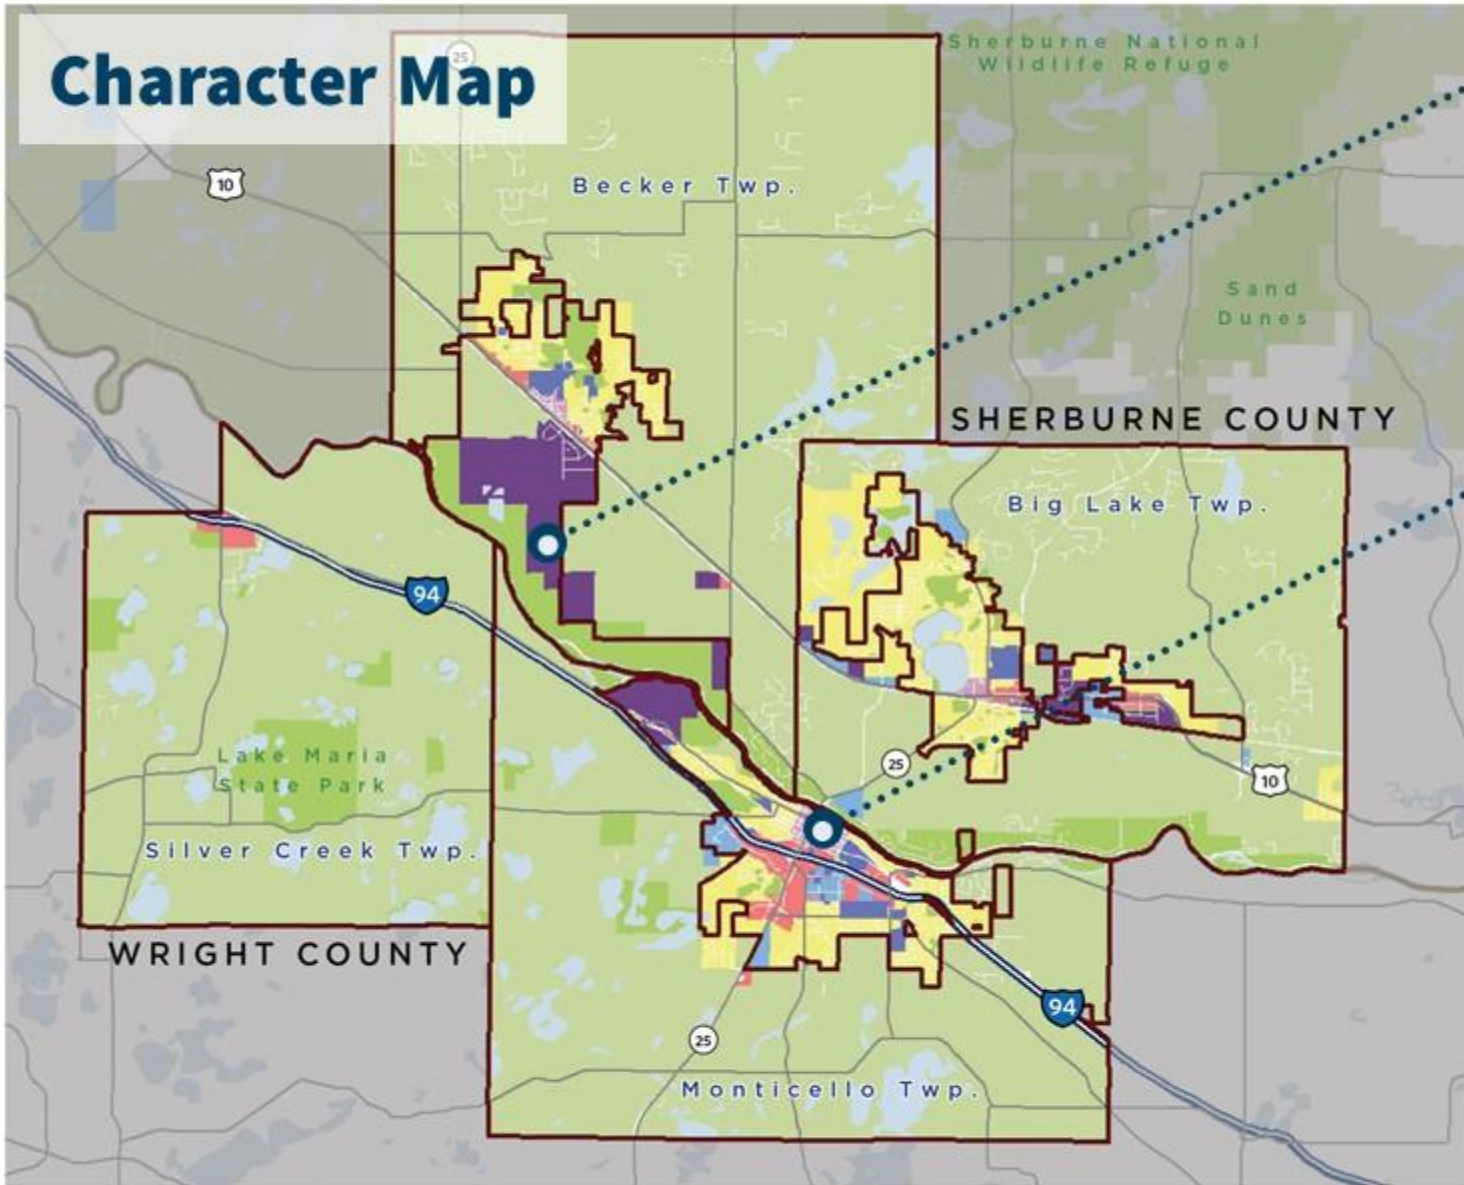 Character Map
25
Sherburne National
Wildlife Refuge
10
Becker Twp.
Sand
Dunes
SHERBURNE COUNTY
Big Lake Twp.
94
Lake Maria
State Park
25
10
Silver Creek Twp.
WRIGHT COUNTY
94
25
Monticello Twp.